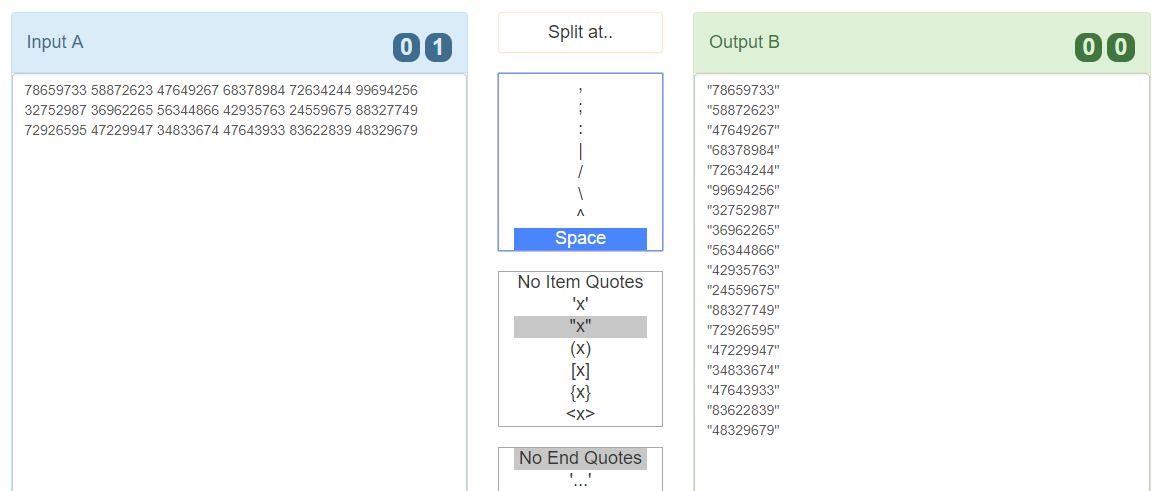 Input A
0 1
78659733 58872623 47649267 68378984 72634244 99694256
32752987 36962265 56344866 42935763 24559675 88327749
72926595 47229947 34833674 47643933 83622839 48329679
Split at..
,
;
:
|
/
\
^
Space
No Item Quotes
'x'
"x"
(x)
[x]
{x}
<x>
No End Quotes
'...'
Output B
0 0
"78659733"
"58872623"
"47649267"
"68378984"
"72634244"
"99694256"
"32752987"
"36962265"
"56344866"
"42935763"
"24559675"
"88327749"
"72926595"
"47229947"
"34833674"
"47643933"
"83622839"
"48329679"